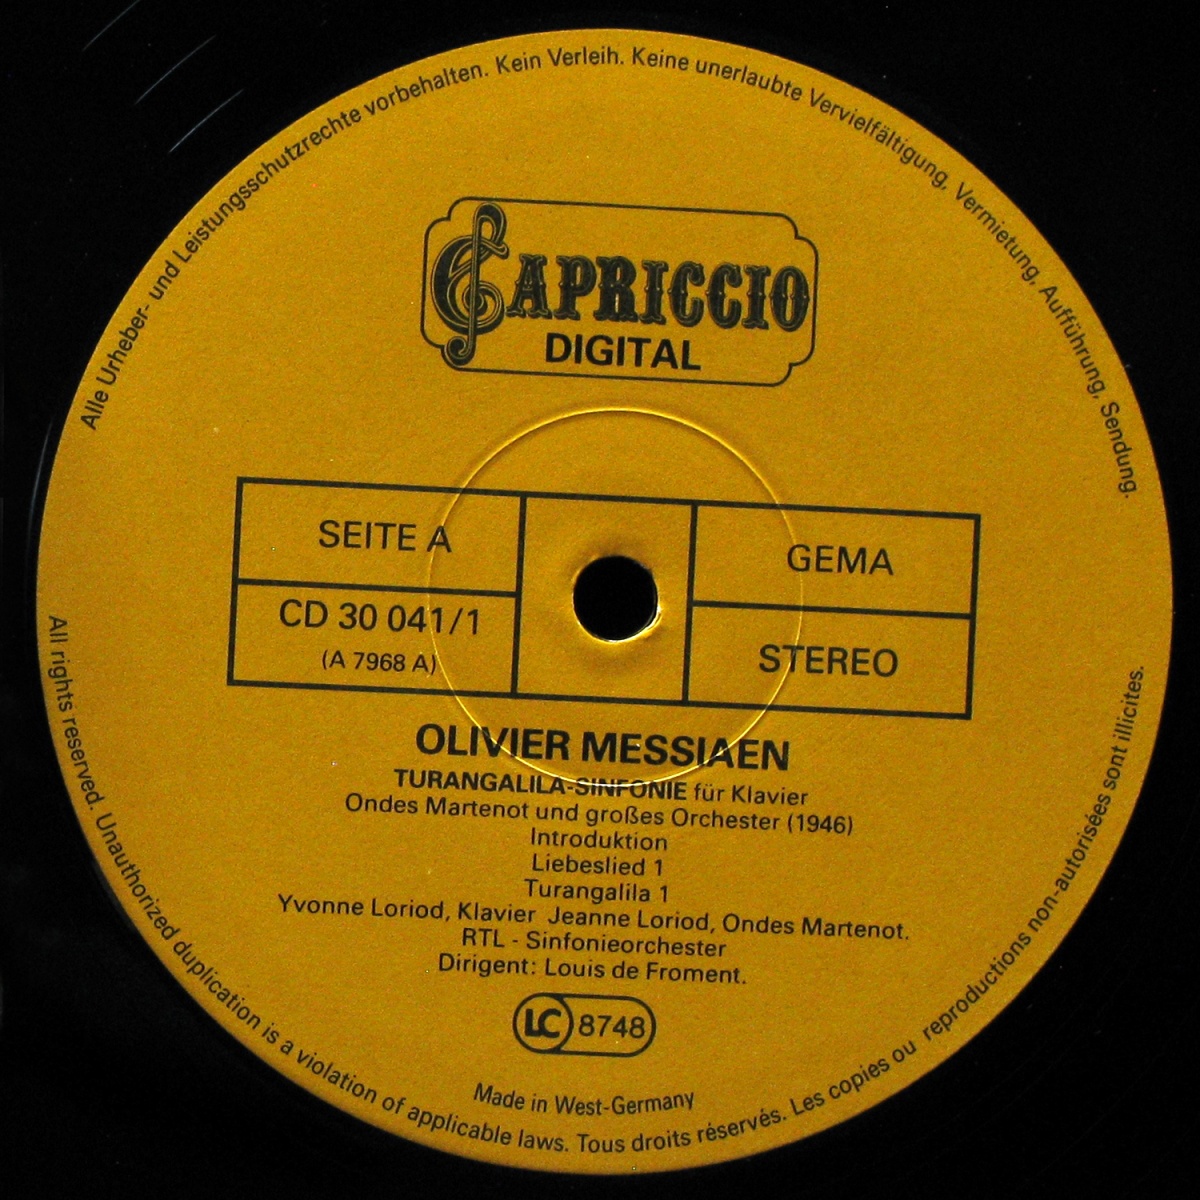 Alle Urheber- und Leistungsschutzrechte vorbehalten. Kein Verleih. Keine unerlaubte Vervielfältigung, Vermietung, Aufführung, Sendung.
CAPRICCIO
DIGITAL
SEITE A
GEMA
CD 30 041/1
(A 7968 A)
STEREO
OLIVIER MESSIAEN
TURANGALILA-SINFONIE für Klavier
Ondes Martenot und großes Orchester (1946)
Introduktion
Liebeslied 1
Turangalila 1
Yvonne Loriod, Klavier Jeanne Loriod, Ondes Martenot.
RTL - Sinfonieorchester
Dirigent: Louis de Froment.
LC 8748
Made in West-Germany
All rights reserved. Unauthorized duplication is a violation of applicable laws. Tous droits réservés. Les copies ou reproductions non-autorisées sont illicites.